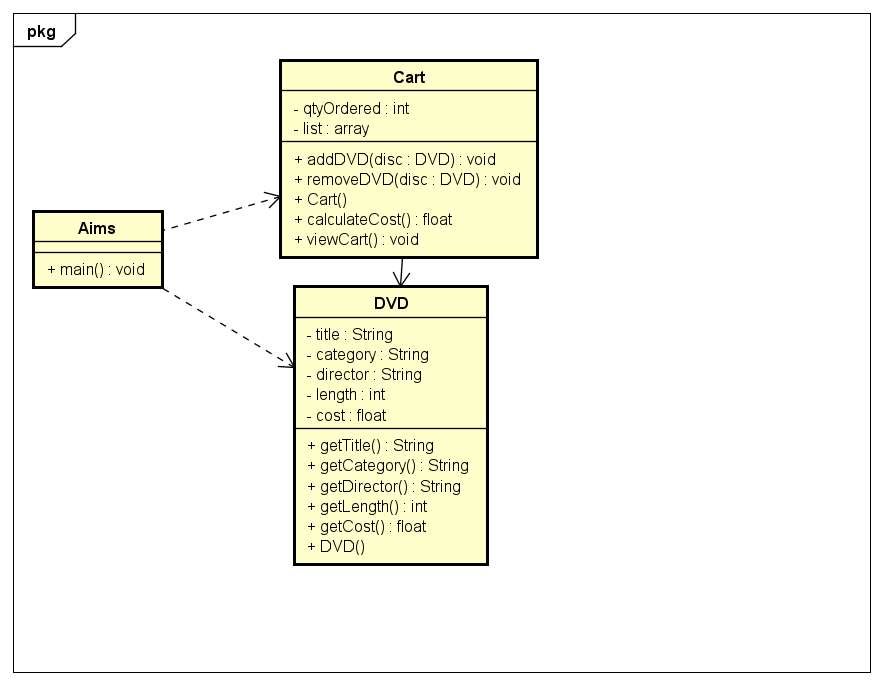 pkg
Cart
- qtyOrdered : int
- list : array
+ addDVD(disc : DVD) : void
+ removeDVD(disc : DVD) : void
+ Cart()
+ calculateCost() : float
+ viewCart() : void
Aims
+ main() : void
DVD
- title : String
- category : String
- director : String
- length : int
- cost : float
+ getTitle() : String
+ getCategory() : String
+ getDirector() : String
+ getLength() : int
+ getCost() : float
+ DVD()